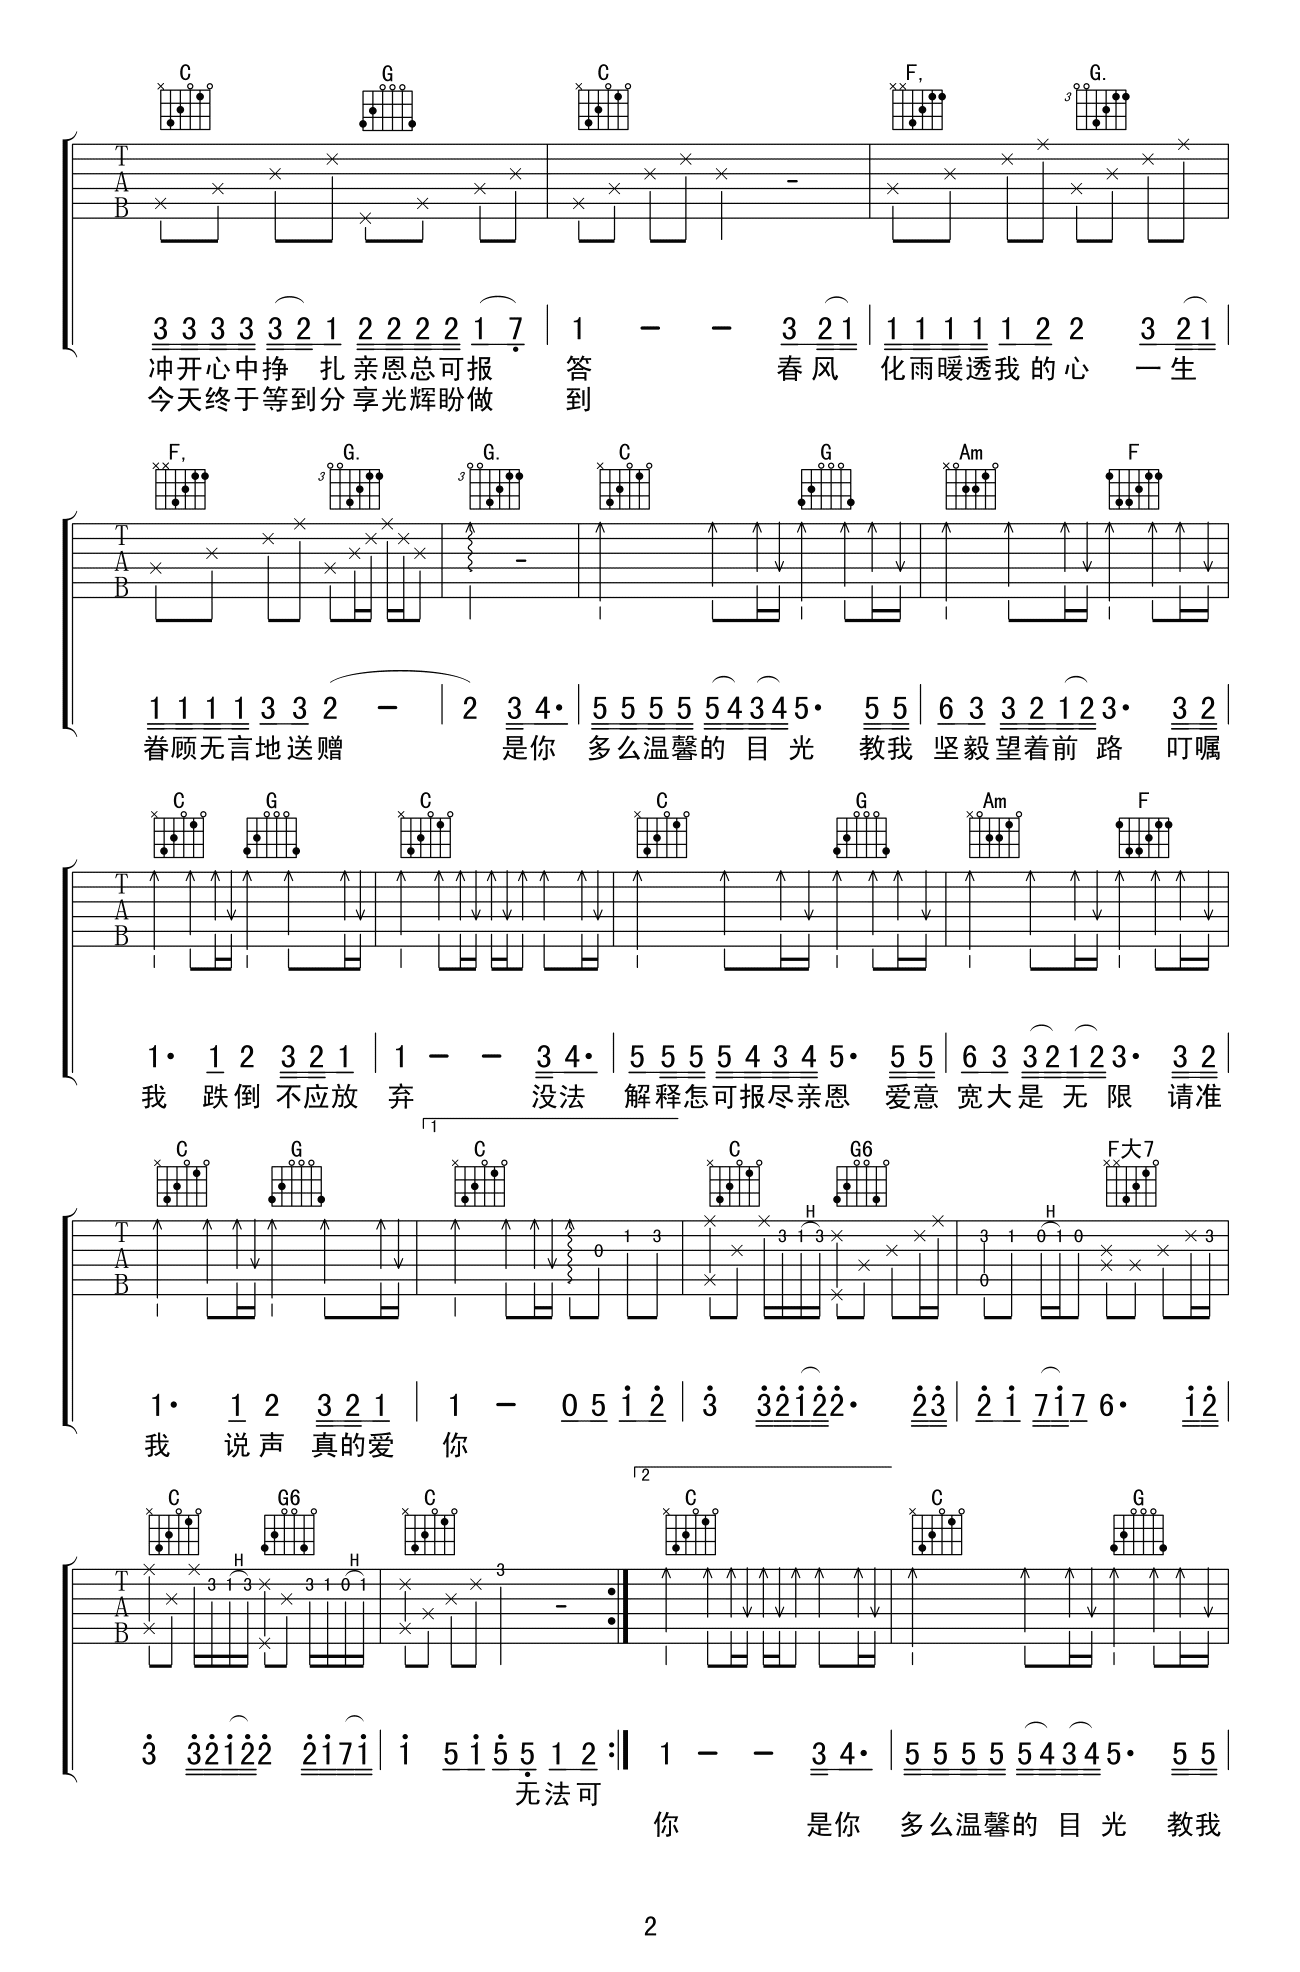 C G C F, G.
T A B
3 3 3 3 3 2 1 2 2 2 2 1 7 | 1 - - 3 2 1 | 1 1 1 1 1 2 2 3 2 1 |
冲开心中挣 扎 亲恩总可报 答 春风 化雨暖透我的心 一生
今天终于等到分 享光辉盼做 到
F, G. G. C G Am F
3 3
T A B
1 1 1 1 3 3 2 - | 2 3 4· | 5 5 5 5 5 4 3 4 5· 5 5 | 6 3 3 2 1 2 3· 3 2 |
眷顾无言地送赠 是你 多么温馨的 目 光 教我 坚毅望着前 路 叮嘱
C G C C G Am F
T A B
1· 1 2 3 2 1 | 1 - - 3 4· | 5 5 5 5 4 3 4 5· 5 5 | 6 3 3 2 1 2 3· 3 2 |
我 跌倒 不应放 弃 没法 解释怎可报尽亲恩 爱意 宽大是 无 限 请准
1
C G C C G6 F大7
H H
T A B 0 1 3 3 1 3 3 0 1 0 1 0 3
1· 1 2 3 2 1 | 1 - 0 5 1 2 | 3 3 2 1 2 2· 2 3 | 2 1 7 1 7 6· 1 2 |
我 说声 真的爱 你
2
C G6 C C C G
H H
T A B 3 1 3 3 1 0 1 3
3 3 2 1 2 2 2 1 7 1 | 1 5 1 5 5 1 2 :| 1 - - 3 4· | 5 5 5 5 5 4 3 4 5· 5 5 |
无法可
你 是你 多么温馨的 目 光 教我
2